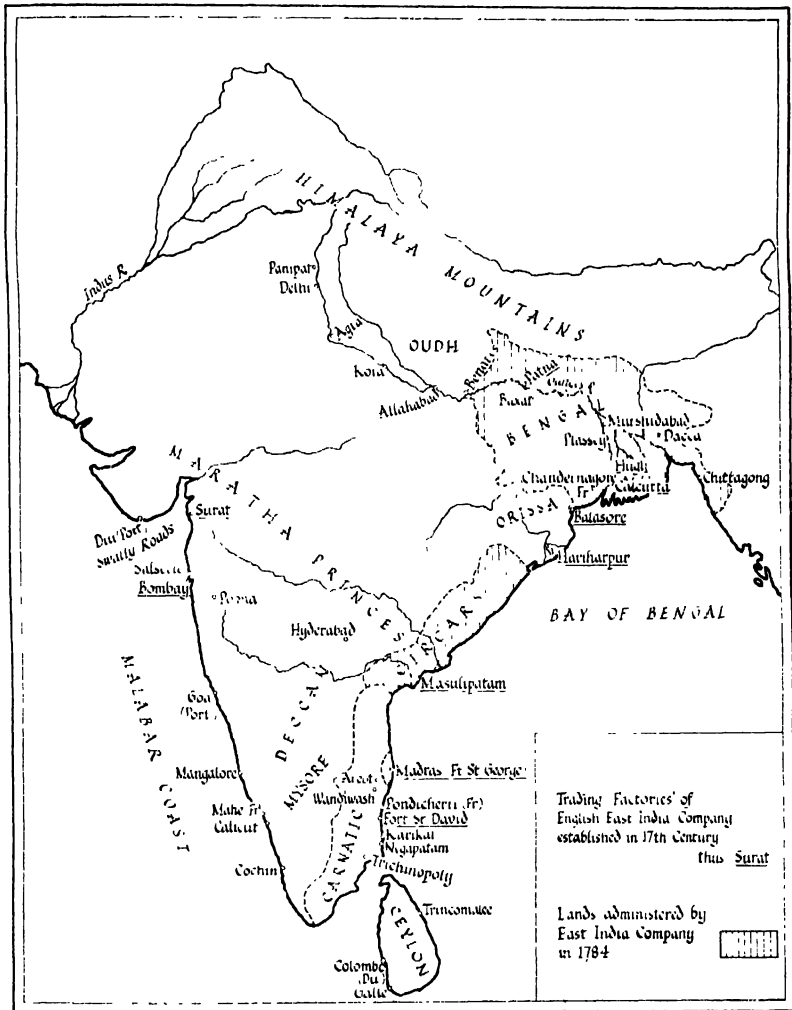 HIMALAYA MOUNTAINS
Indus R
Panipat
Delhi
Agra
OUDH
Kora
Allahabad
Benares
Patna
Buxar
BENGAL
Murshidabad
Plassey
Dacca
Hugli
Chandernagore
Fr
Calcutta
Chittagong
MARATHA PRINCES
Surat
Diu Port
Swally Roads
Salsette
Bombay
Poona
Hyderabad
ORISSA
Balasore
Hariharpur
CIRCARS
BAY OF BENGAL
Masulipatam
DECCAN
Goa
(Port)
MALABAR COAST
MYSORE
Mangalore
Arcot
Madras Ft St George
Wandiwash
Pondicherri (Fr)
Fort St David
Mahe Fr
Calicut
Karikal
Nigapatam
CARNATIC
Trichinopoly
Cochin
Trincomalee
CEYLON
Colombo
(Du)
Galle
Trading Factories' of
English East India Company
established in 17th Century
thus Surat
Lands administered by
East India Company
in 1784